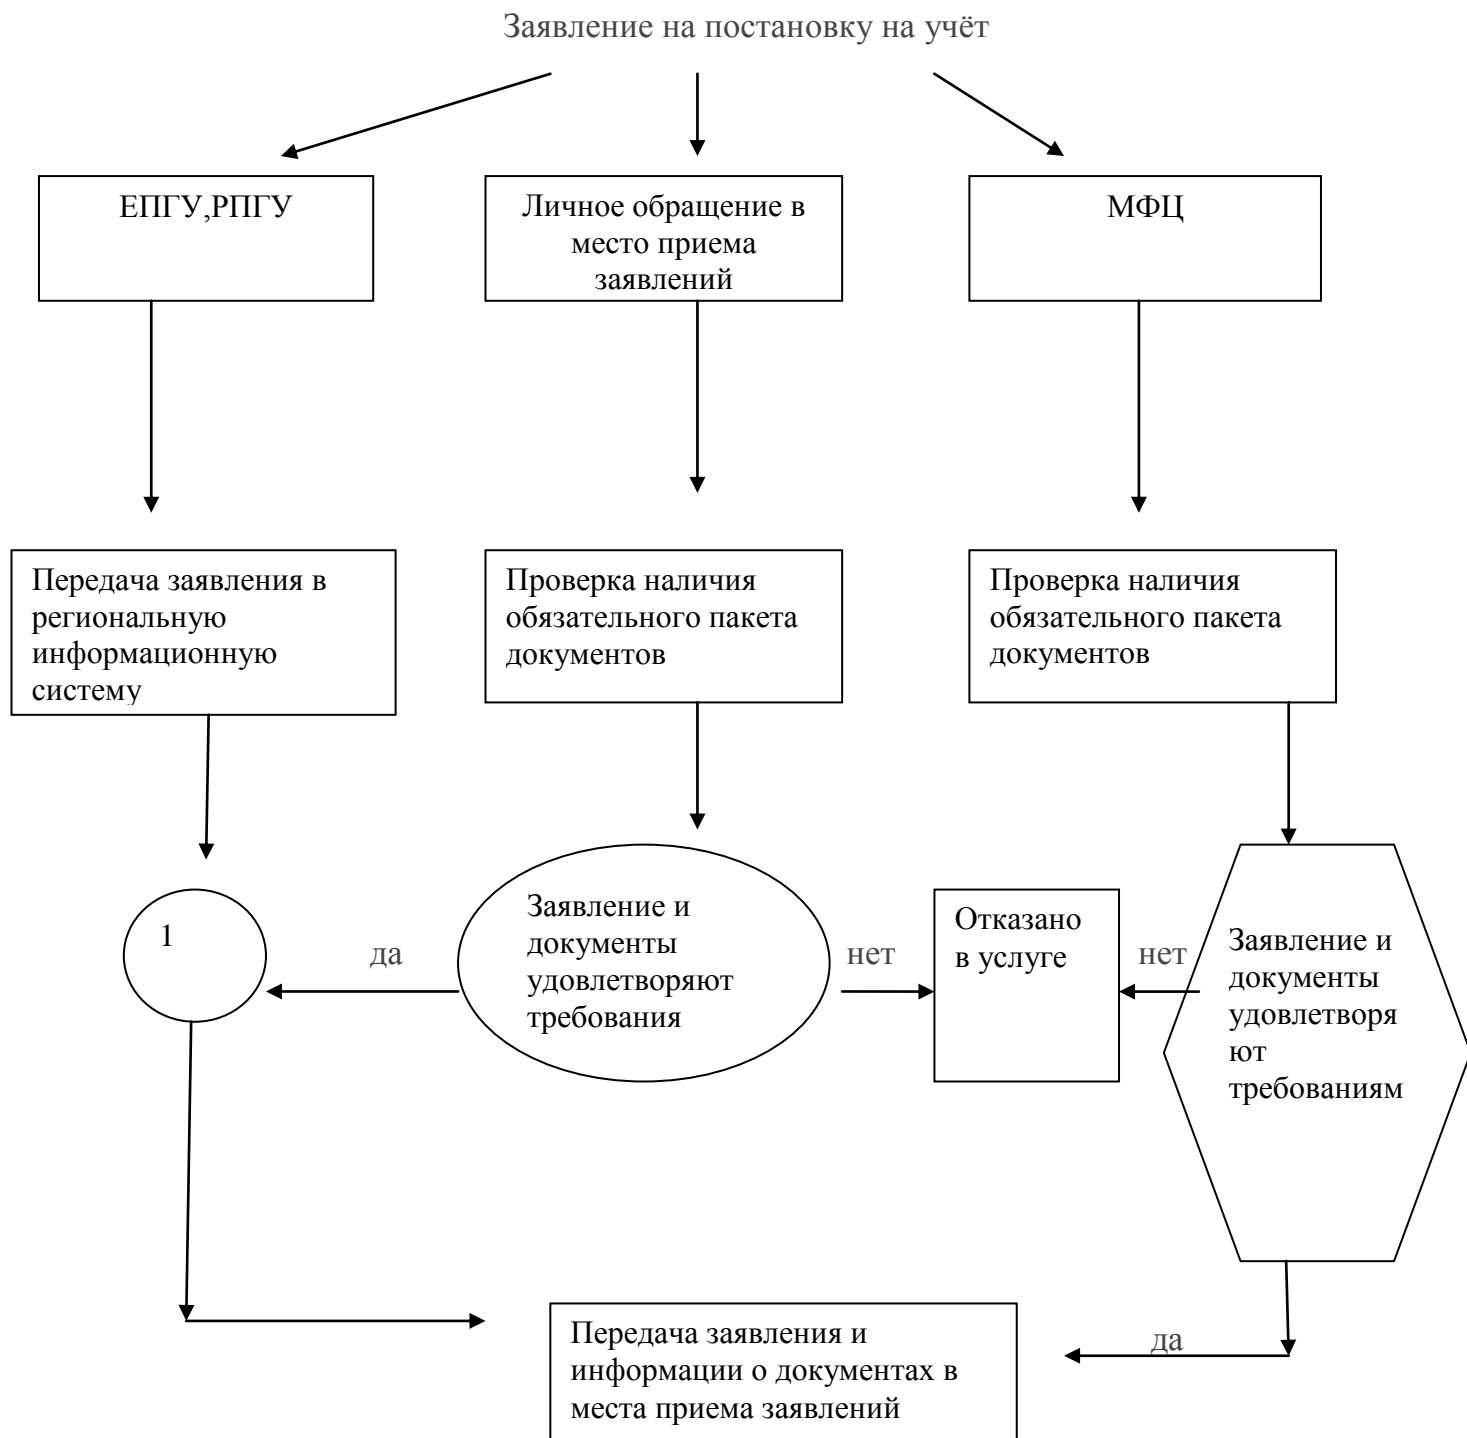 Заявление на постановку на учёт
ЕПГУ,РПГУ
Личное обращение в
место приема
заявлений
МФЦ
Передача заявления в
региональную
информационную
систему
Проверка наличия
обязательного пакета
документов
Проверка наличия
обязательного пакета
документов
1
да
Заявление и
документы
удовлетворяют
требования
нет
Отказано
в услуге
нет
Заявление и
документы
удовлетворя
ют
требованиям
Передача заявления и
информации о документах в
места приема заявлений
да